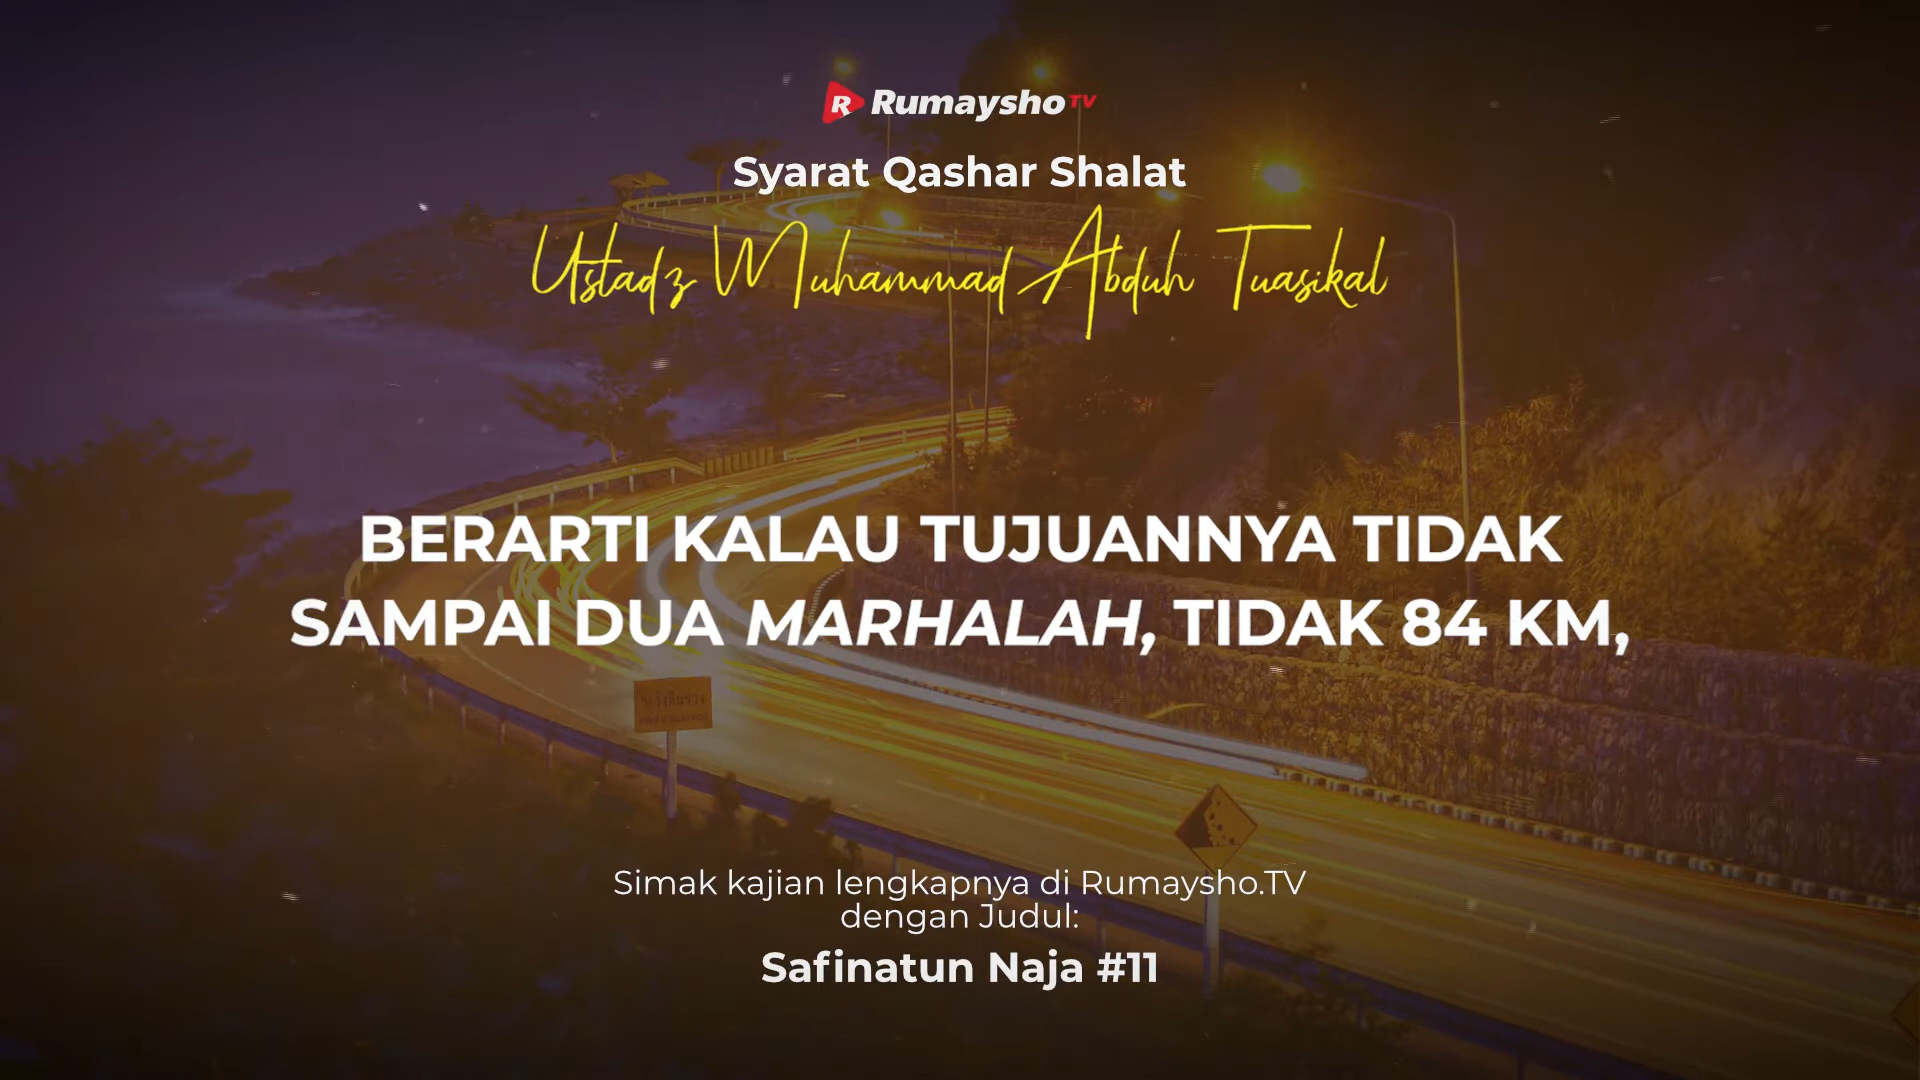 R Rumaysho TV
Syarat Qashar Shalat
Ustadz Muhammad Abduh Tuasikal
BERARTI KALAU TUJUANNYA TIDAK
SAMPAI DUA MARHALAH, TIDAK 84 KM,
Simak kajian lengkapnya di Rumaysho.TV
dengan Judul:
Safinatun Naja #11